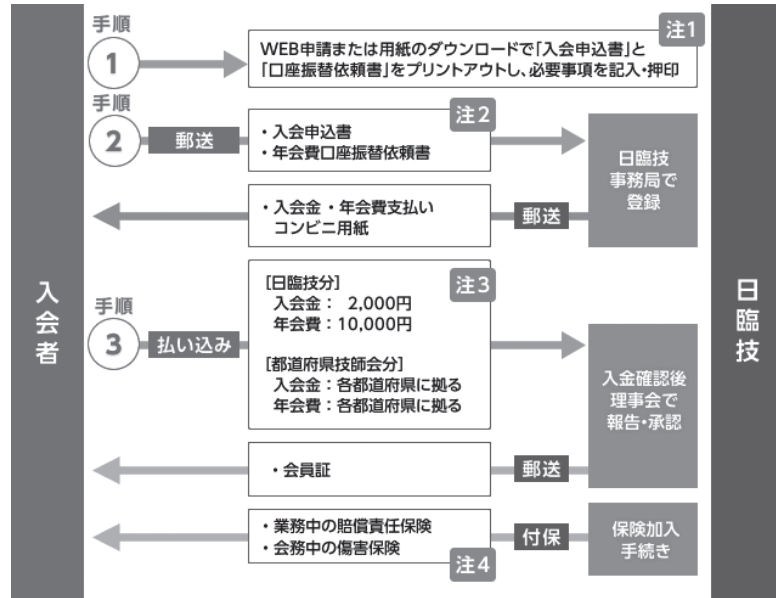 手順
1
注1
WEB申請または用紙のダウンロードで「入会申込書」と
「口座振替依頼書」をプリントアウトし、必要事項を記入・押印
手順
2
郵送
注2
・入会申込書
・年会費口座振替依頼書
日臨技
事務局で
登録
・入会金・年会費支払い
コンビニ用紙
郵送
入会者
日臨技
手順
3
払い込み
注3
[日臨技分]
入会金： 2,000円
年会費：10,000円
[都道府県技師会分]
入会金：各都道府県に拠る
年会費：各都道府県に拠る
入金確認後
理事会で
報告・承認
・会員証
郵送
・業務中の賠償責任保険
・会務中の傷害保険
注4
付保
保険加入
手続き